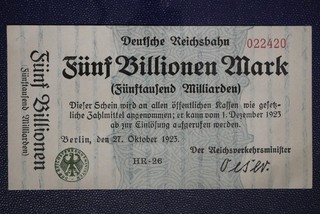 Deutsche Reichsbahn
022420
Fünf Billionen Mark
(Fünftausend Milliarden)
Dieser Schein wird an allen öffentlichen Kassen wie gesetz-
liche Zahlmittel angenommen; er kann vom 1. Dezember 1923
ab zur Einlösung aufgerufen werden.
Berlin, den 27. Oktober 1923.
Der Reichsverkehrsminister
HK-26
Oeser.
Fünf Billionen
(Fünftausend Milliarden)